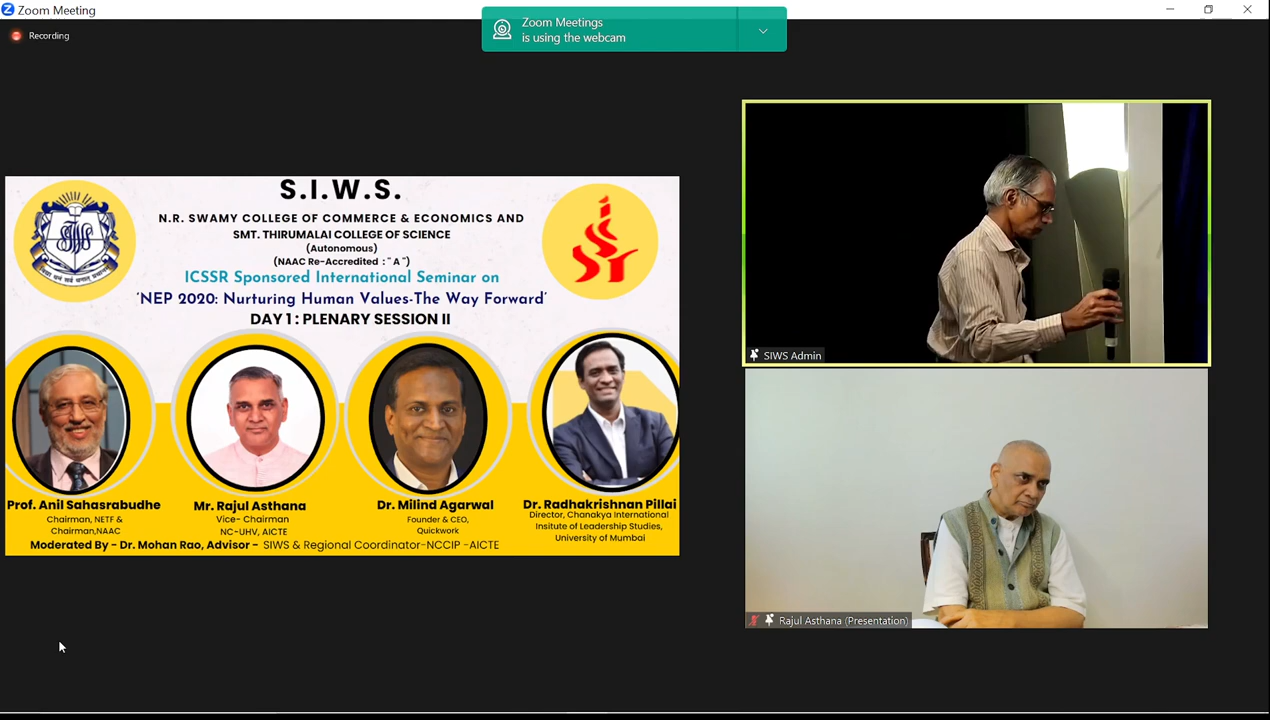 Zoom Meeting
Zoom Meetings
is using the webcam
Recording
S.I.W.S.
N.R. SWAMY COLLEGE OF COMMERCE & ECONOMICS AND
SMT. THIRUMALAI COLLEGE OF SCIENCE
(Autonomous)
(NAAC Re-Accredited : " A ")
ICSSR Sponsored International Seminar on
'NEP 2020: Nurturing Human Values-The Way Forward'
DAY 1 : PLENARY SESSION II
Prof. Anil Sahasrabudhe
Chairman, NETF &
Chairman,NAAC
Mr. Rajul Asthana
Vice- Chairman
NC-UHV, AICTE
Dr. Milind Agarwal
Founder & CEO,
Quickwork
Dr. Radhakrishnan Pillai
Director, Chanakya International
Insitute of Leadership Studies,
University of Mumbai
Moderated By - Dr. Mohan Rao, Advisor - SIWS & Regional Coordinator-NCCIP -AICTE
SIWS Admin
Rajul Asthana (Presentation)